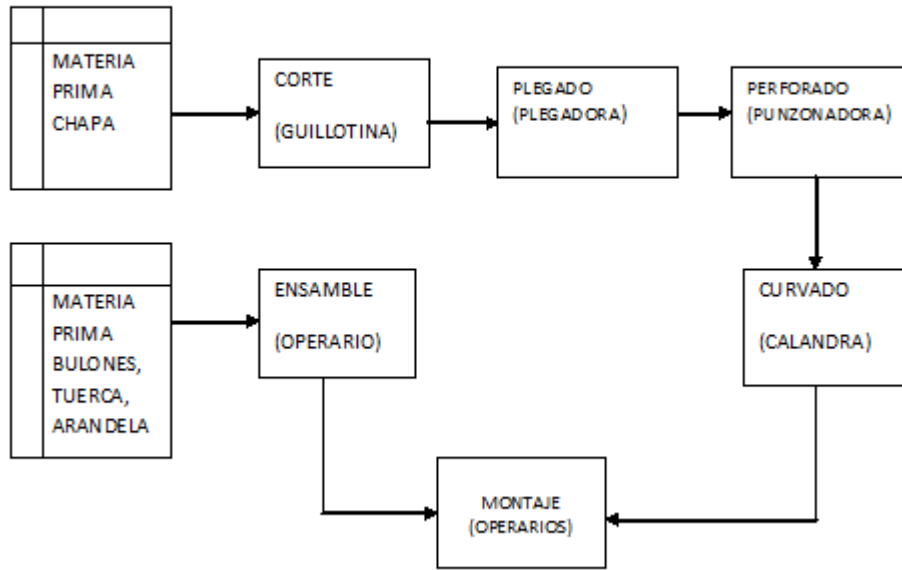 MATERIA
PRIMA
CHAPA
CORTE
(GUILLOTINA)
PLEGADO
(PLEGADORA)
PERFORADO
(PUNZONADORA)
MATERIA
PRIMA
BULONES,
TUERCA,
ARANDELA
ENSAMBLE
(OPERARIO)
CURVADO
(CALANDRA)
MONTAJE
(OPERARIOS)